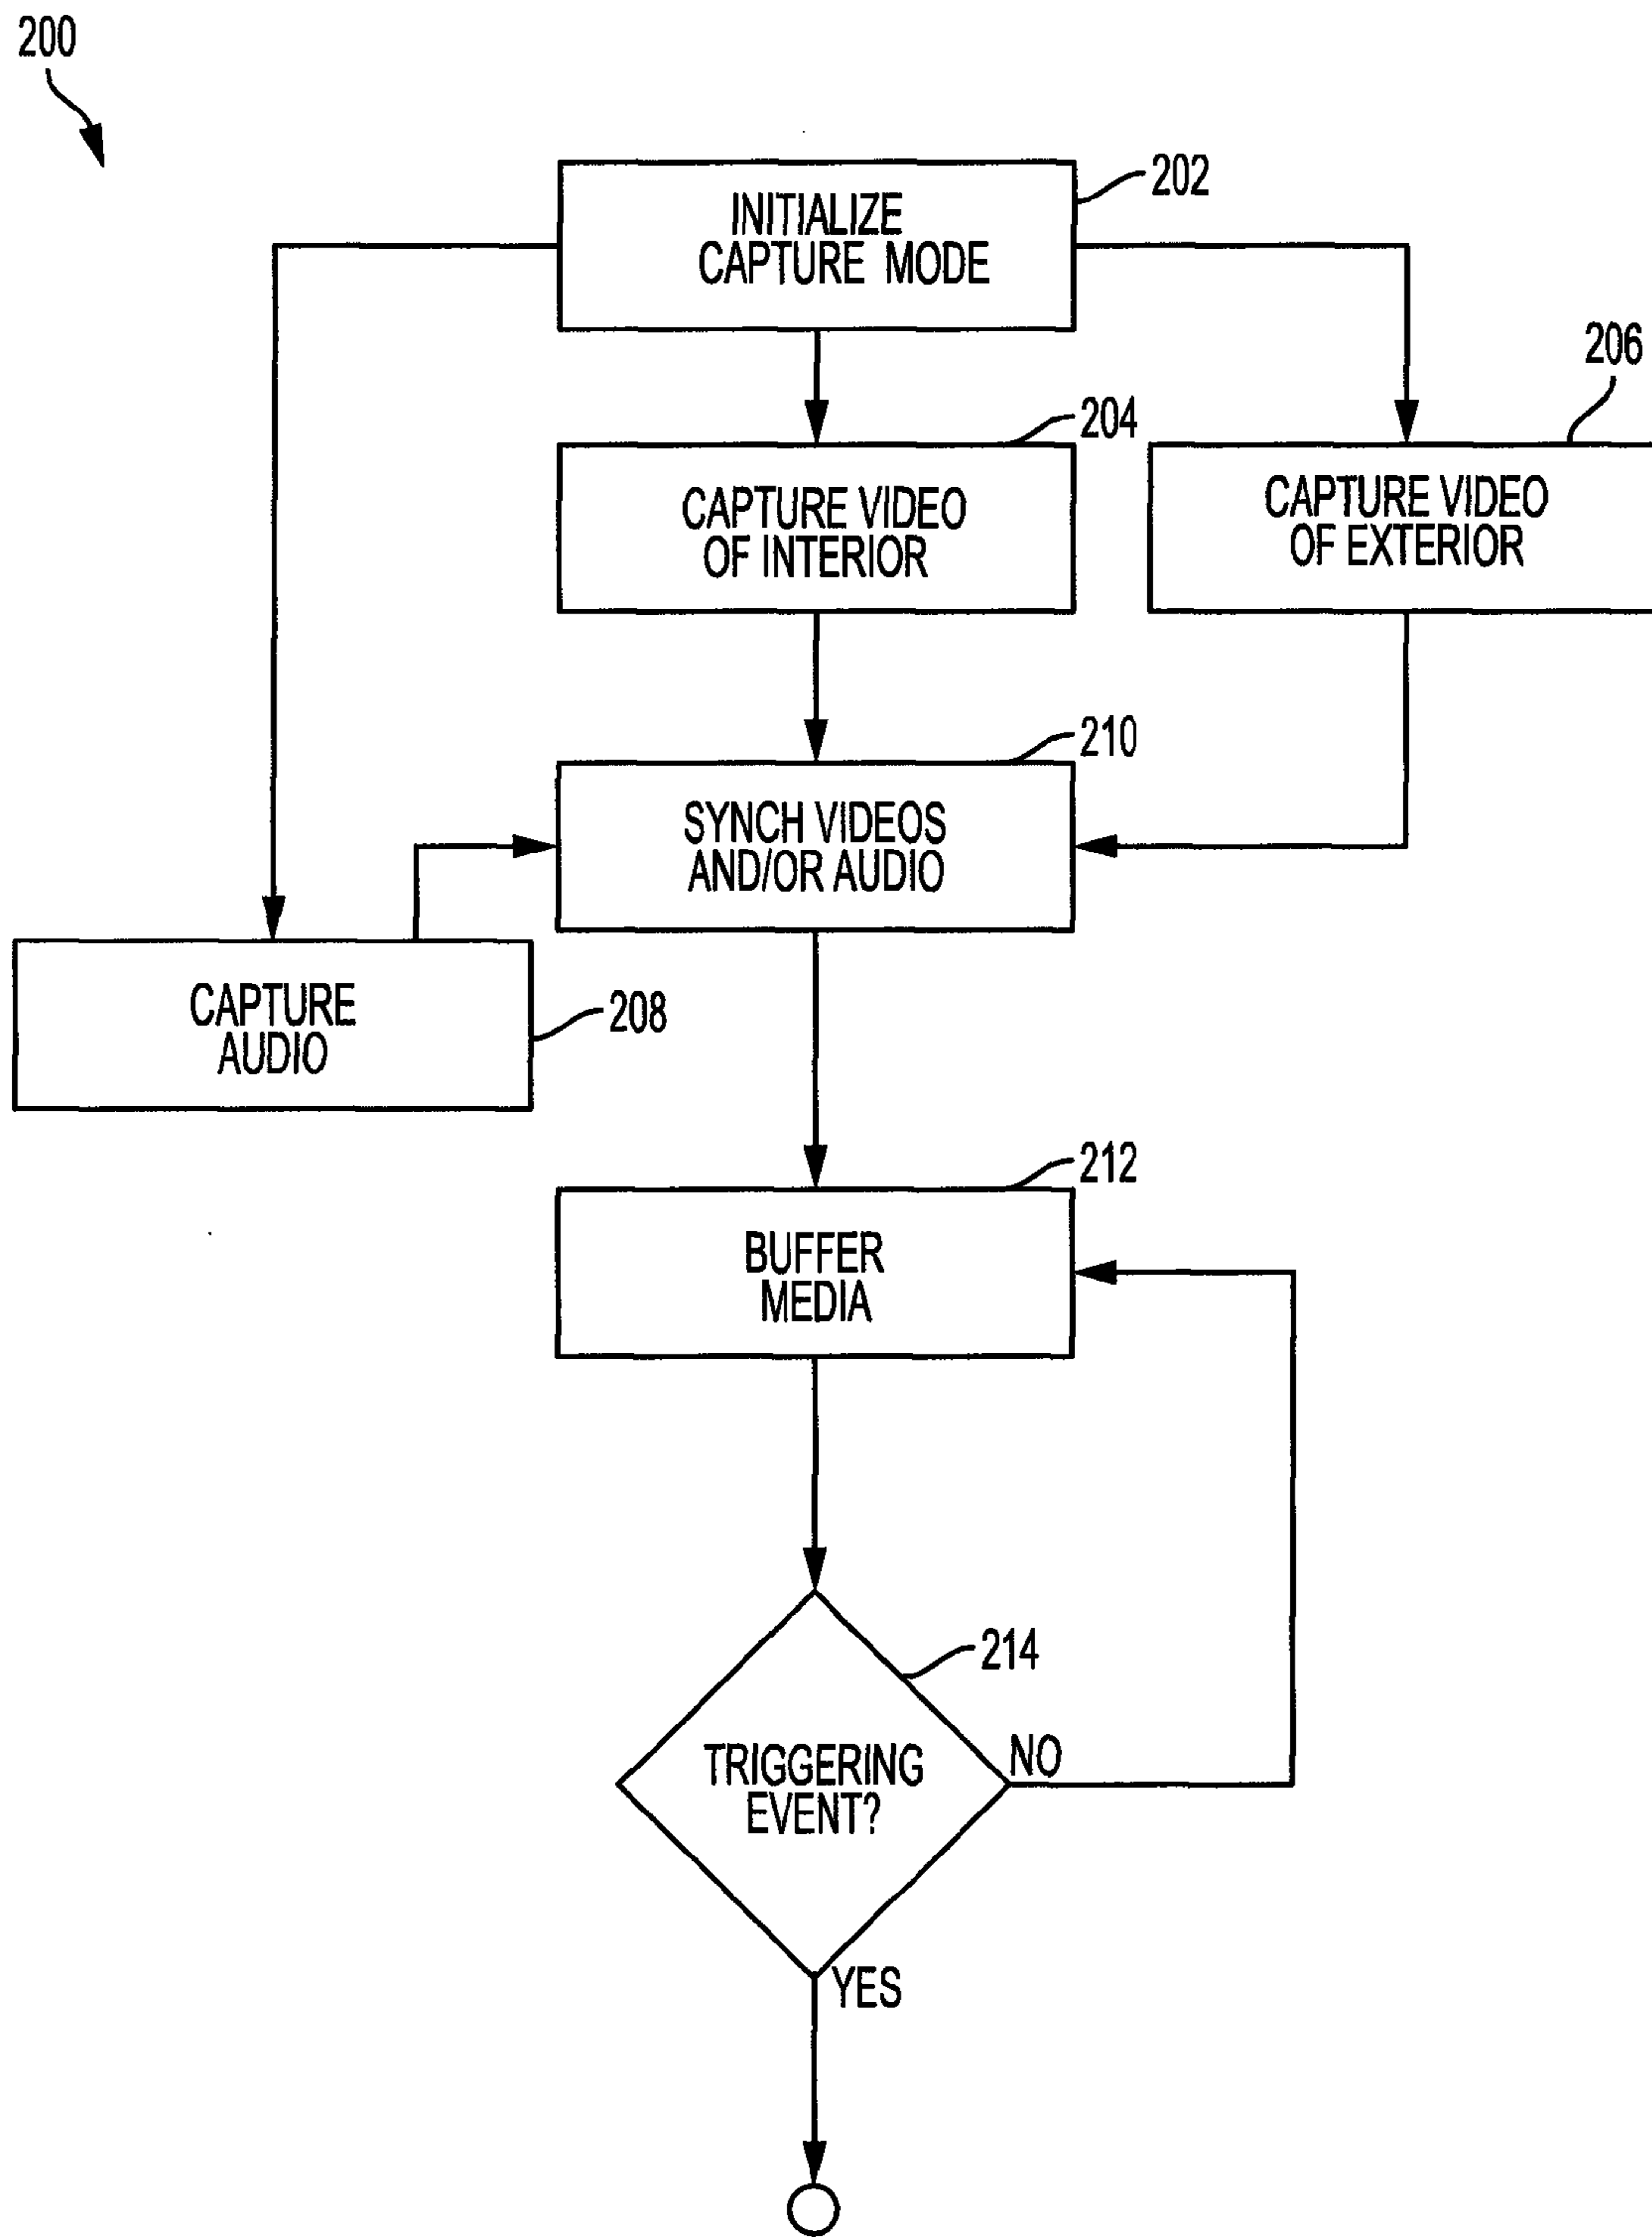 200
202
INITIALIZE
CAPTURE MODE
206
204
CAPTURE VIDEO
OF INTERIOR
CAPTURE VIDEO
OF EXTERIOR
210
SYNCH VIDEOS
AND/OR AUDIO
CAPTURE
AUDIO
208
212
BUFFER
MEDIA
214
TRIGGERING
EVENT?
NO
YES